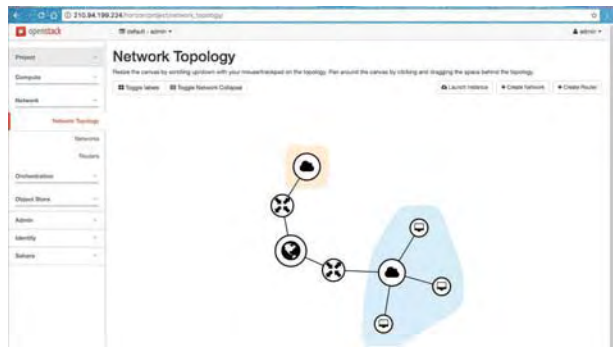 210.94.199.234/horizon/project/network_topology/
openstack
default • admin
admin
Project
Compute
Network
Network Topology
Networks
Routers
Orchestration
Object Store
Admin
Identity
Sahara
Network Topology
Resize the canvas by scrolling up/down with your mouse/trackpad on the topology. Pan around the canvas by clicking and dragging the space behind the topology.
Toggle labels
Toggle Network Collapse
Launch Instance
+ Create Network
+ Create Router